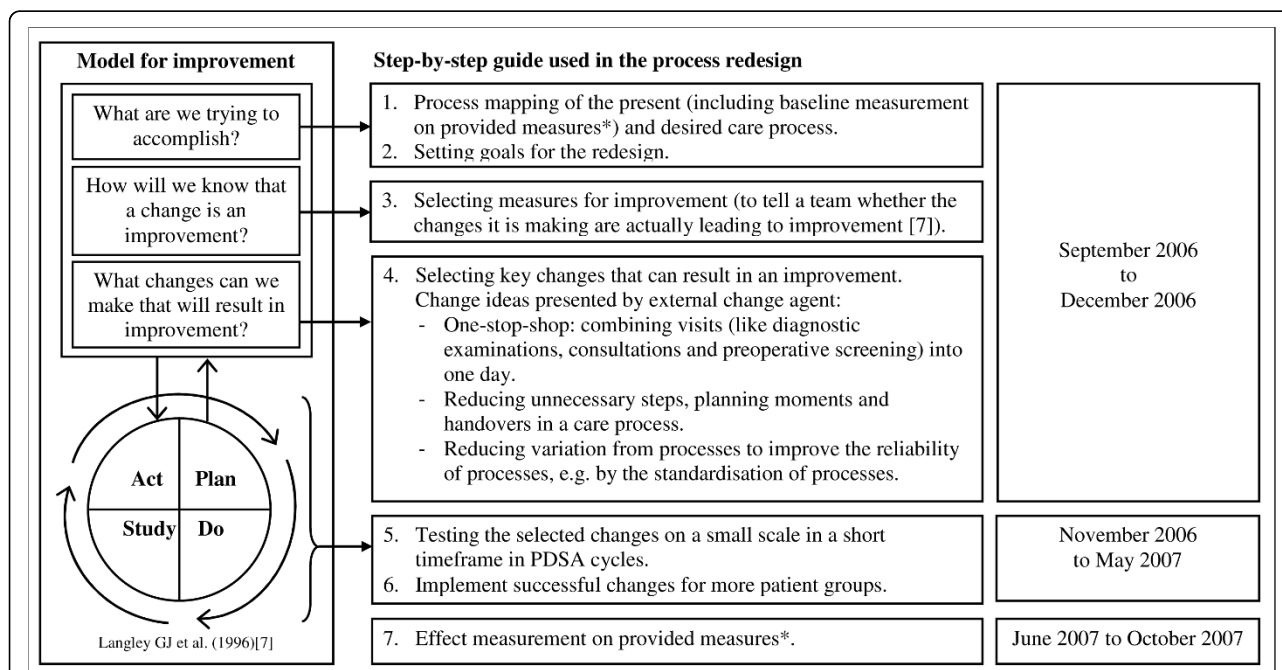 Model for improvement
What are we trying to
accomplish?
How will we know that
a change is an
improvement?
What changes can we
make that will result in
improvement?
Act
Plan
Study
Do
Langley GJ et al. (1996)[7]
Step-by-step guide used in the process redesign
1. Process mapping of the present (including baseline measurement
on provided measures*) and desired care process.
2. Setting goals for the redesign.
3. Selecting measures for improvement (to tell a team whether the
changes it is making are actually leading to improvement [7]).
4. Selecting key changes that can result in an improvement.
Change ideas presented by external change agent:
- One-stop-shop: combining visits (like diagnostic
examinations, consultations and preoperative screening) into
one day.
- Reducing unnecessary steps, planning moments and
handovers in a care process.
- Reducing variation from processes to improve the reliability
of processes, e.g. by the standardisation of processes.
5. Testing the selected changes on a small scale in a short
timeframe in PDSA cycles.
6. Implement successful changes for more patient groups.
7. Effect measurement on provided measures*.
September 2006
to
December 2006
November 2006
to May 2007
June 2007 to October 2007